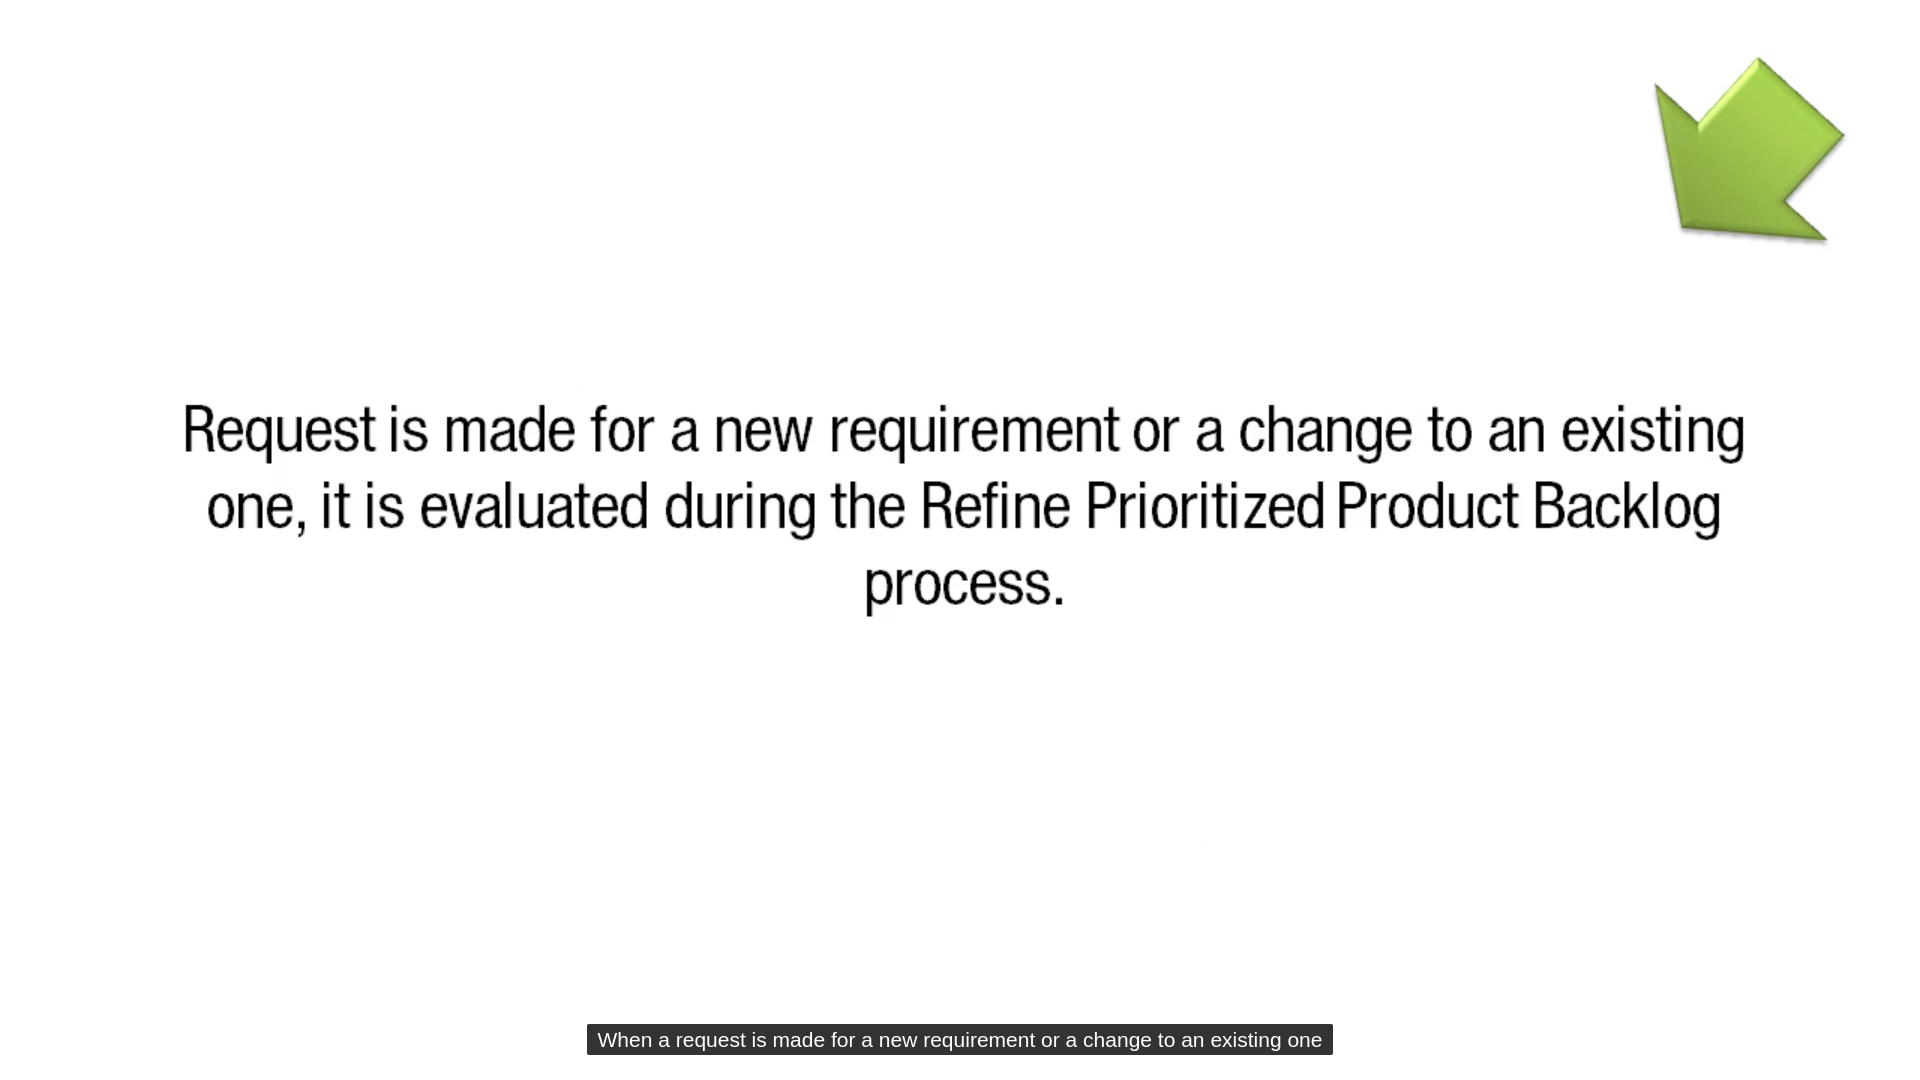 Request is made for a new requirement or a change to an existing
one, it is evaluated during the Refine Prioritized Product Backlog
process.
When a request is made for a new requirement or a change to an existing one